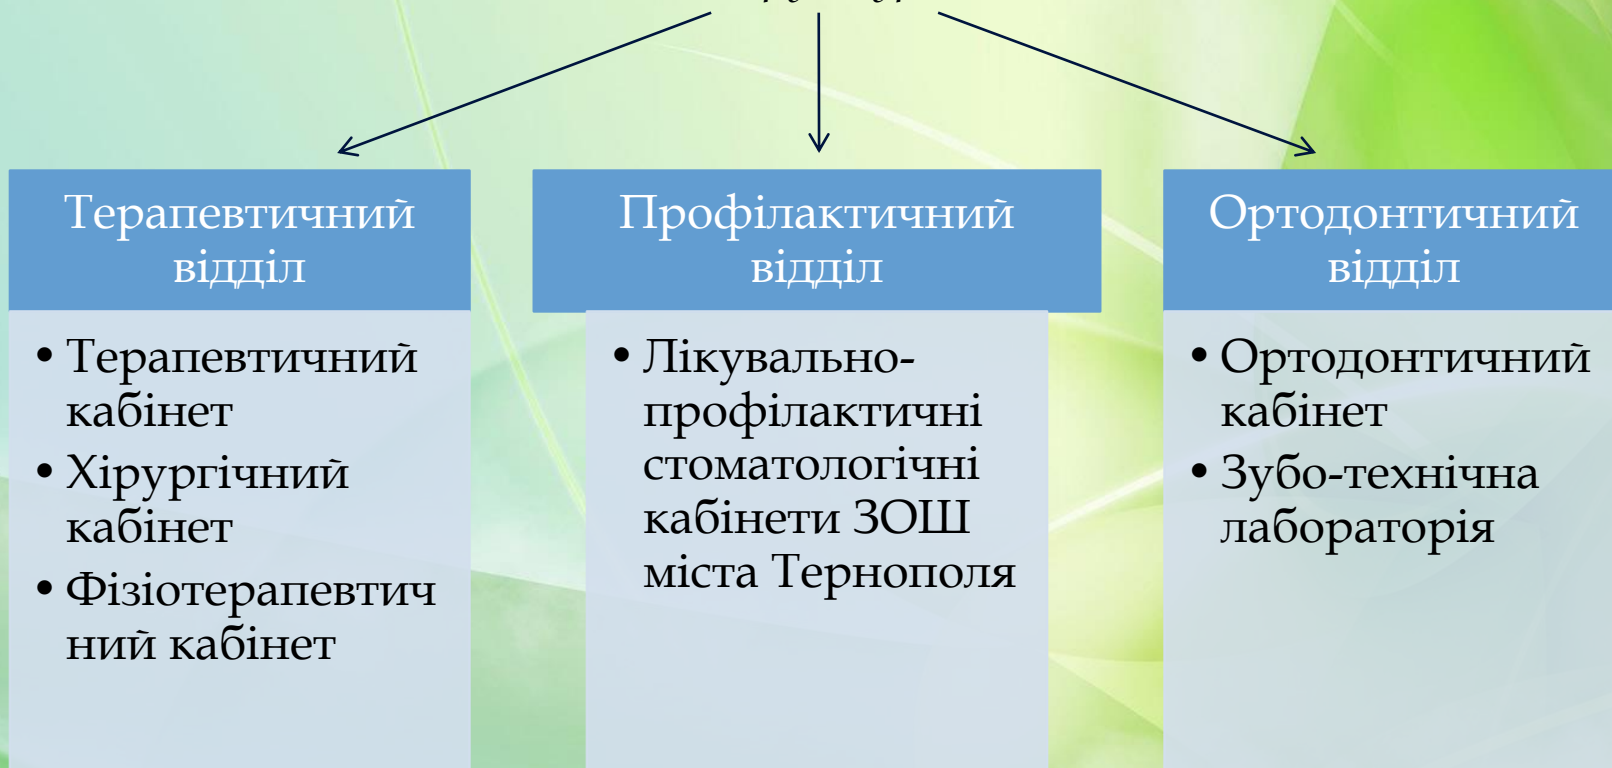 Терапевтичний
відділ
• Терапевтичний
кабінет
• Хірургічний
кабінет
• Фізіотерапевтич
ний кабінет
Профілактичний
відділ
• Лікувально-
профілактичні
стоматологічні
кабінети ЗОШ
міста Тернополя
Ортодонтичний
відділ
• Ортодонтичний
кабінет
• Зубо-технічна
лабораторія